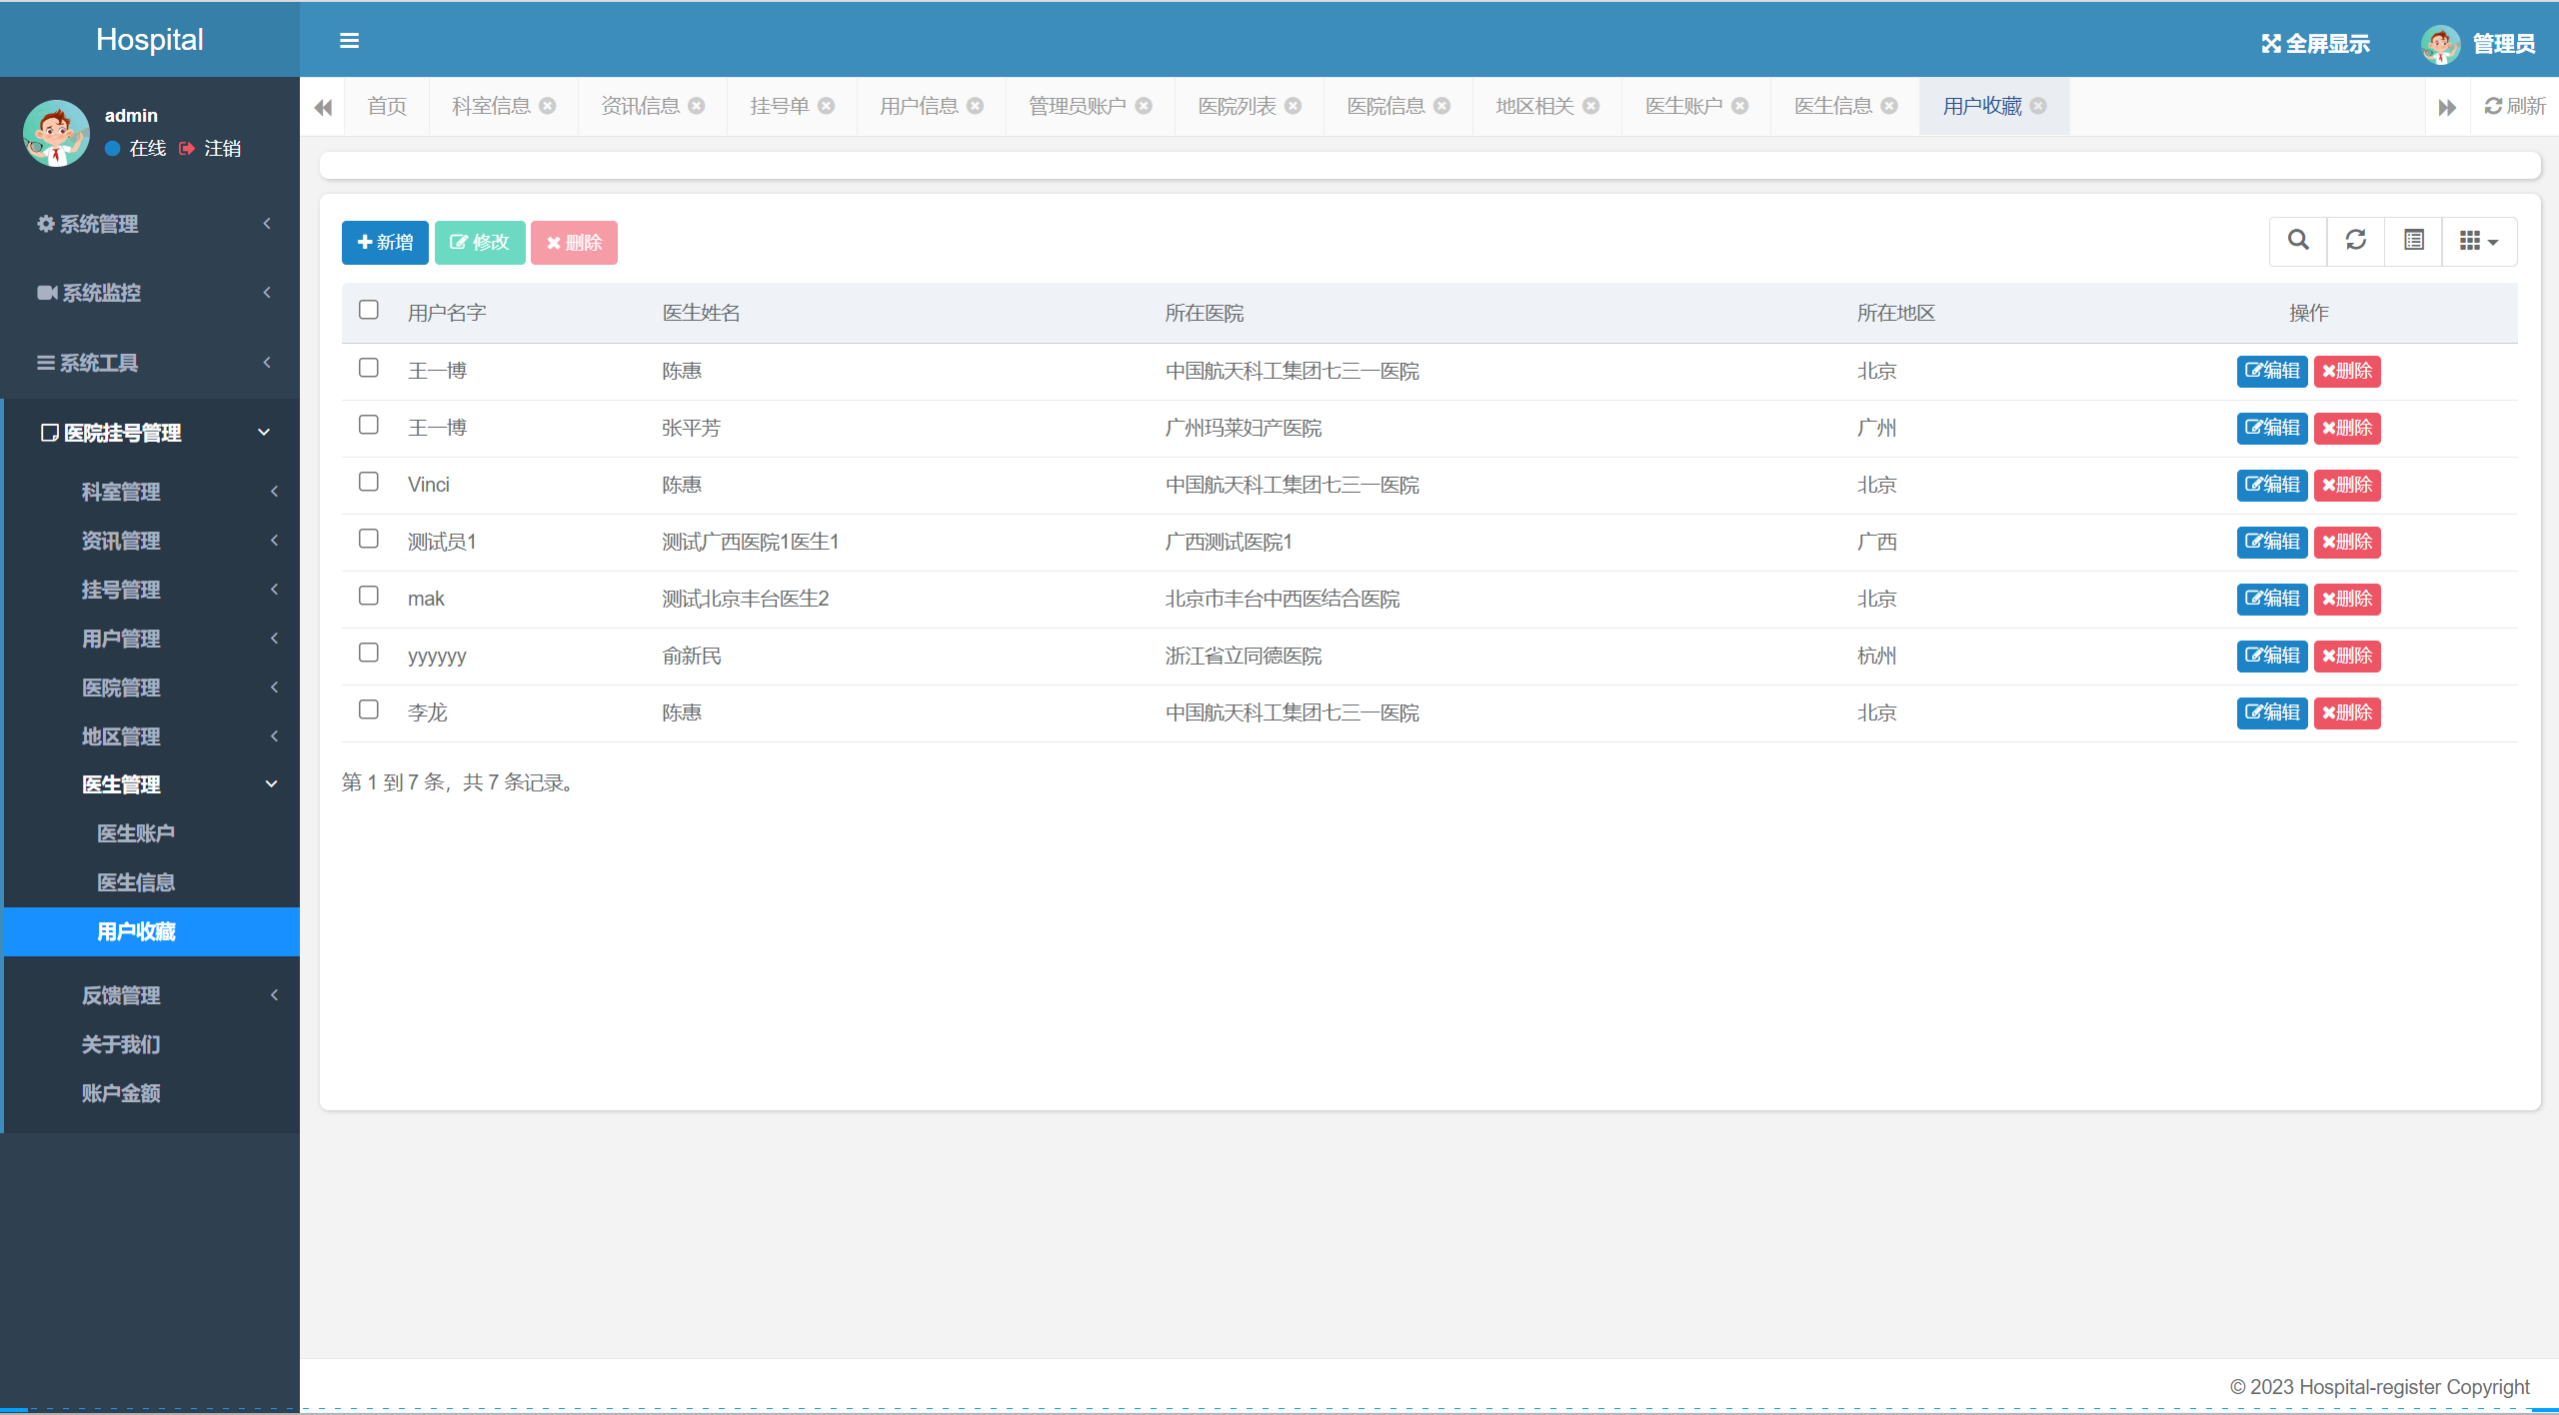 Hospital
全屏显示 管理员
admin
在线 注销
首页 科室信息 资讯信息 挂号单 用户信息 管理员账户 医院列表 医院信息 地区相关 医生账户 医生信息 用户收藏 刷新
系统管理
系统监控
系统工具
医院挂号管理
科室管理
资讯管理
挂号管理
用户管理
医院管理
地区管理
医生管理
医生账户
医生信息
用户收藏
反馈管理
关于我们
账户金额
新增 修改 删除
用户名字 医生姓名 所在医院 所在地区 操作
王一博 陈惠 中国航天科工集团七三一医院 北京 编辑 删除
王一博 张平芳 广州玛莱妇产医院 广州 编辑 删除
Vinci 陈惠 中国航天科工集团七三一医院 北京 编辑 删除
测试员1 测试广西医院1医生1 广西测试医院1 广西 编辑 删除
mak 测试北京丰台医生2 北京市丰台中西医结合医院 北京 编辑 删除
yyyyyy 俞新民 浙江省立同德医院 杭州 编辑 删除
李龙 陈惠 中国航天科工集团七三一医院 北京 编辑 删除
第 1 到 7 条，共 7 条记录。
© 2023 Hospital-register Copyright